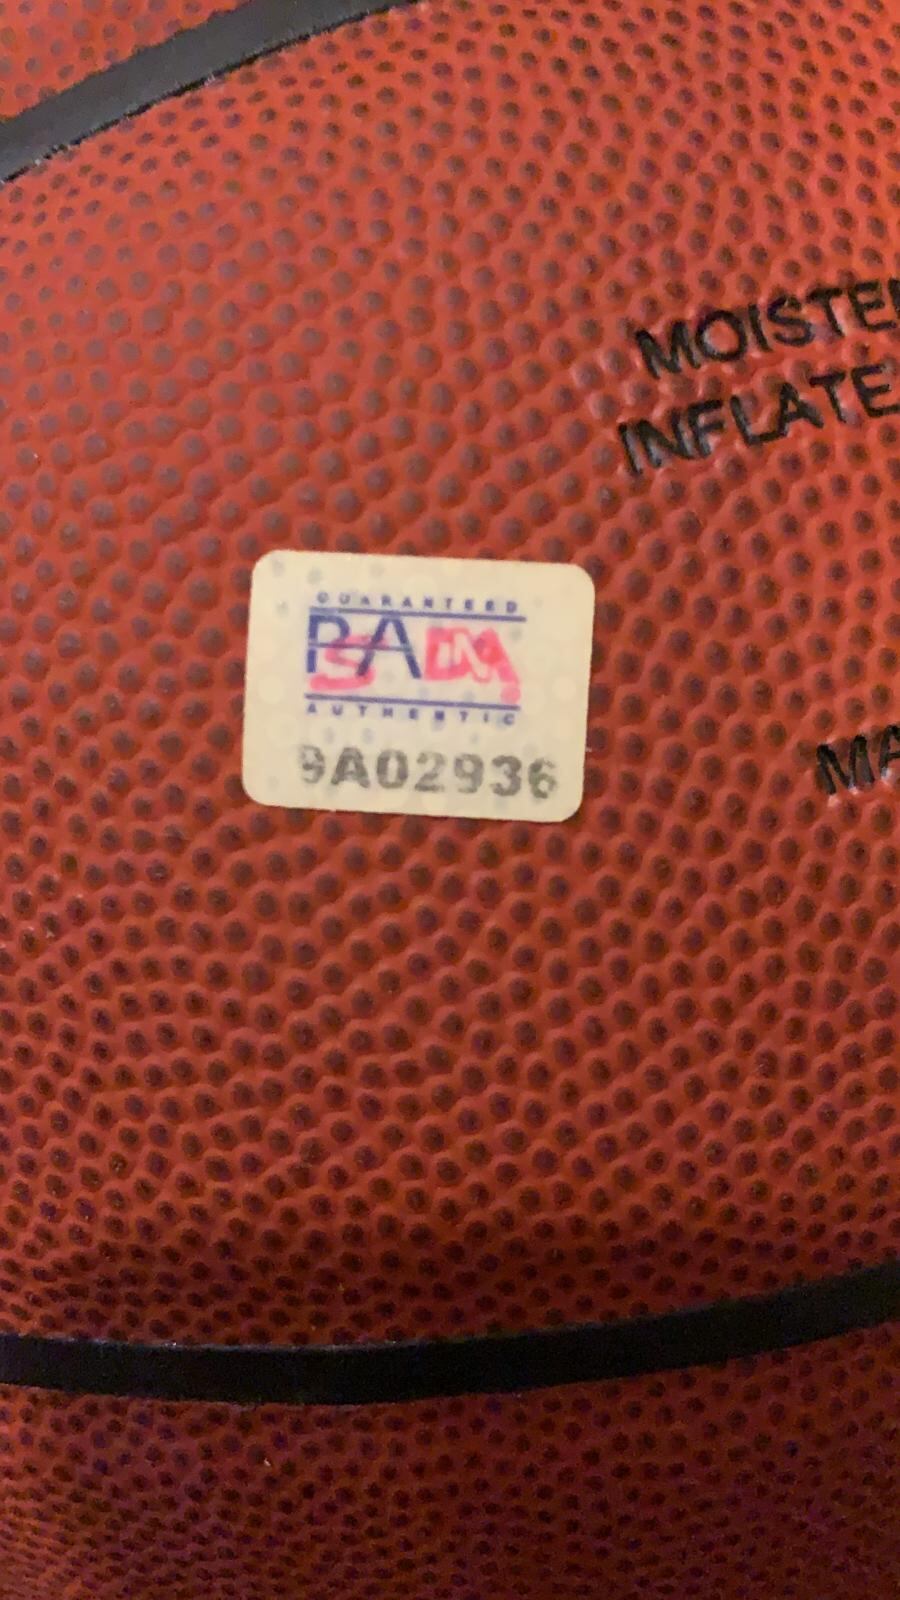 MOISTE
INFLATE
GUARANTEED
PSA DNA
AUTHENTIC
9A02936
MA